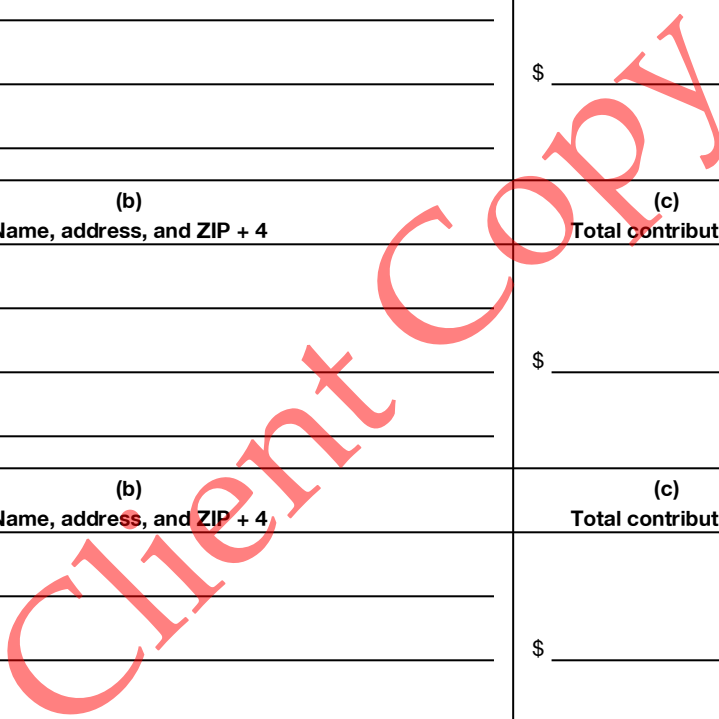 $
(b) (c)
Name, address, and ZIP + 4 Total contribut
$
(b) (c)
Name, address, and ZIP + 4 Total contribut
$
Client Copy